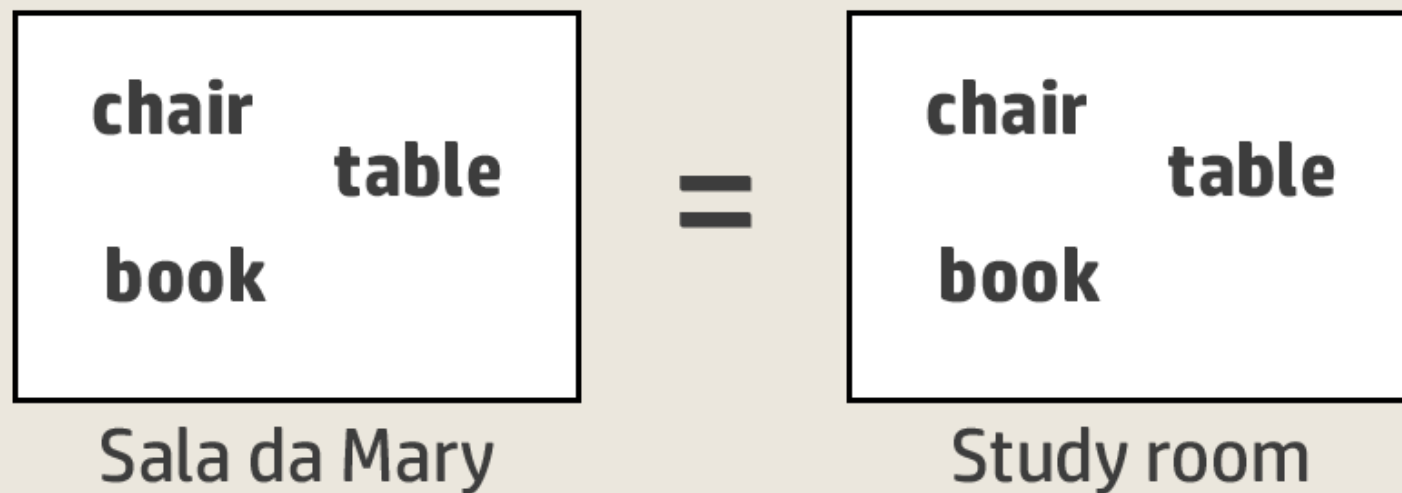 chair
table
book
Sala da Mary
=
chair
table
book
Study room